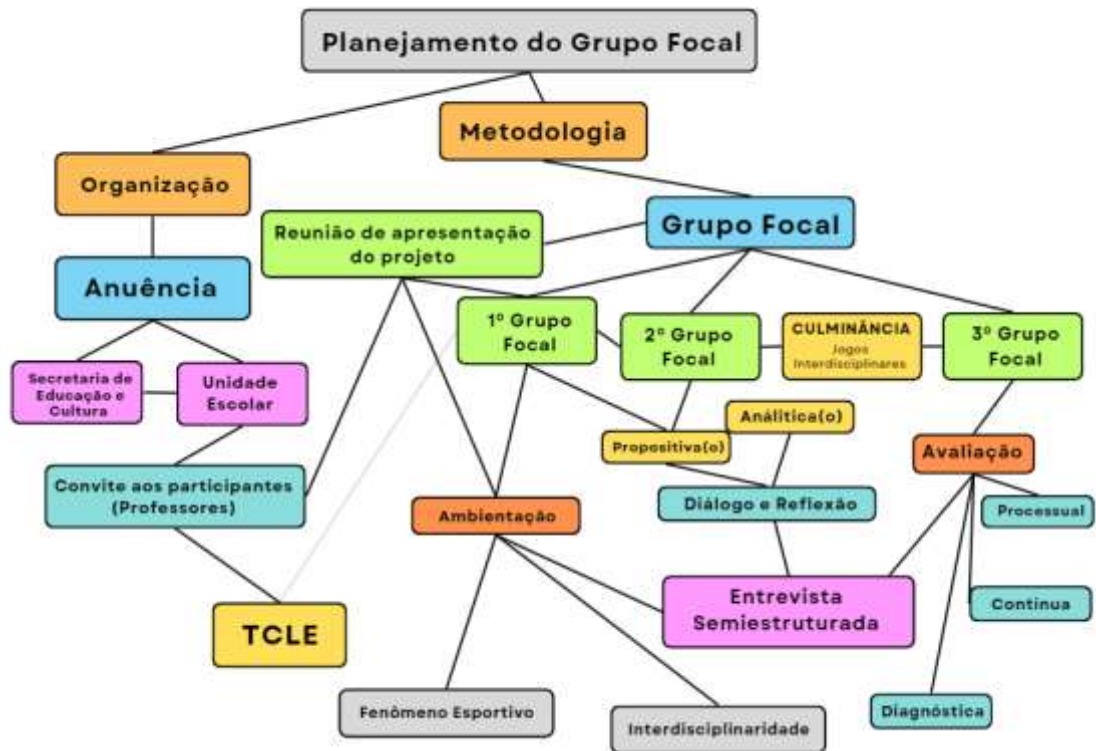 Planejamento do Grupo Focal
Metodologia
Organização
Reunião de apresentação
do projeto
Grupo Focal
Anuência
1º Grupo
Focal
2º Grupo
Focal
CULMINÂNCIA
Jogos
Interdisciplinares
3º Grupo
Focal
Secretaria de
Educação e
Cultura
Unidade
Escolar
Análitica(o)
Propositiva(o)
Avaliação
Convite aos participantes
(Professores)
Diálogo e Reflexão
Ambientação
Processual
Entrevista
Semiestruturada
Contínua
TCLE
Fenômeno Esportivo
Interdisciplinaridade
Diagnóstica